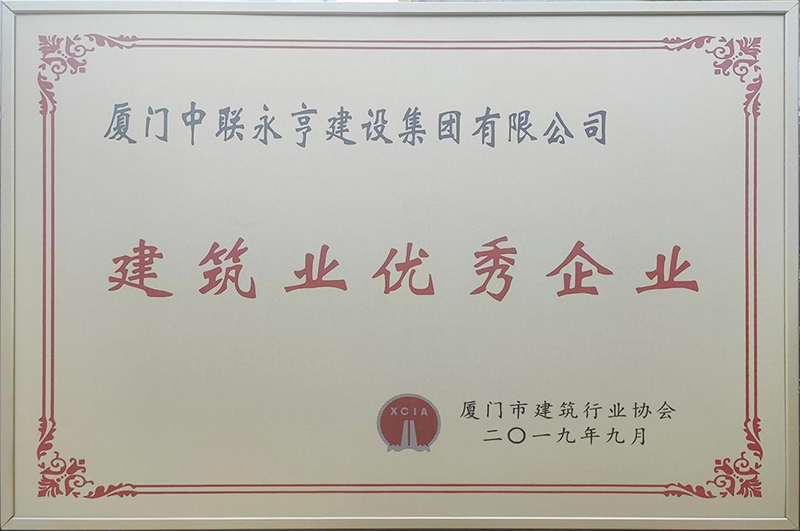 厦门中联永亨建设集团有限公司
建筑业优秀企业
XCIA
厦门市建筑行业协会
二〇一九年九月